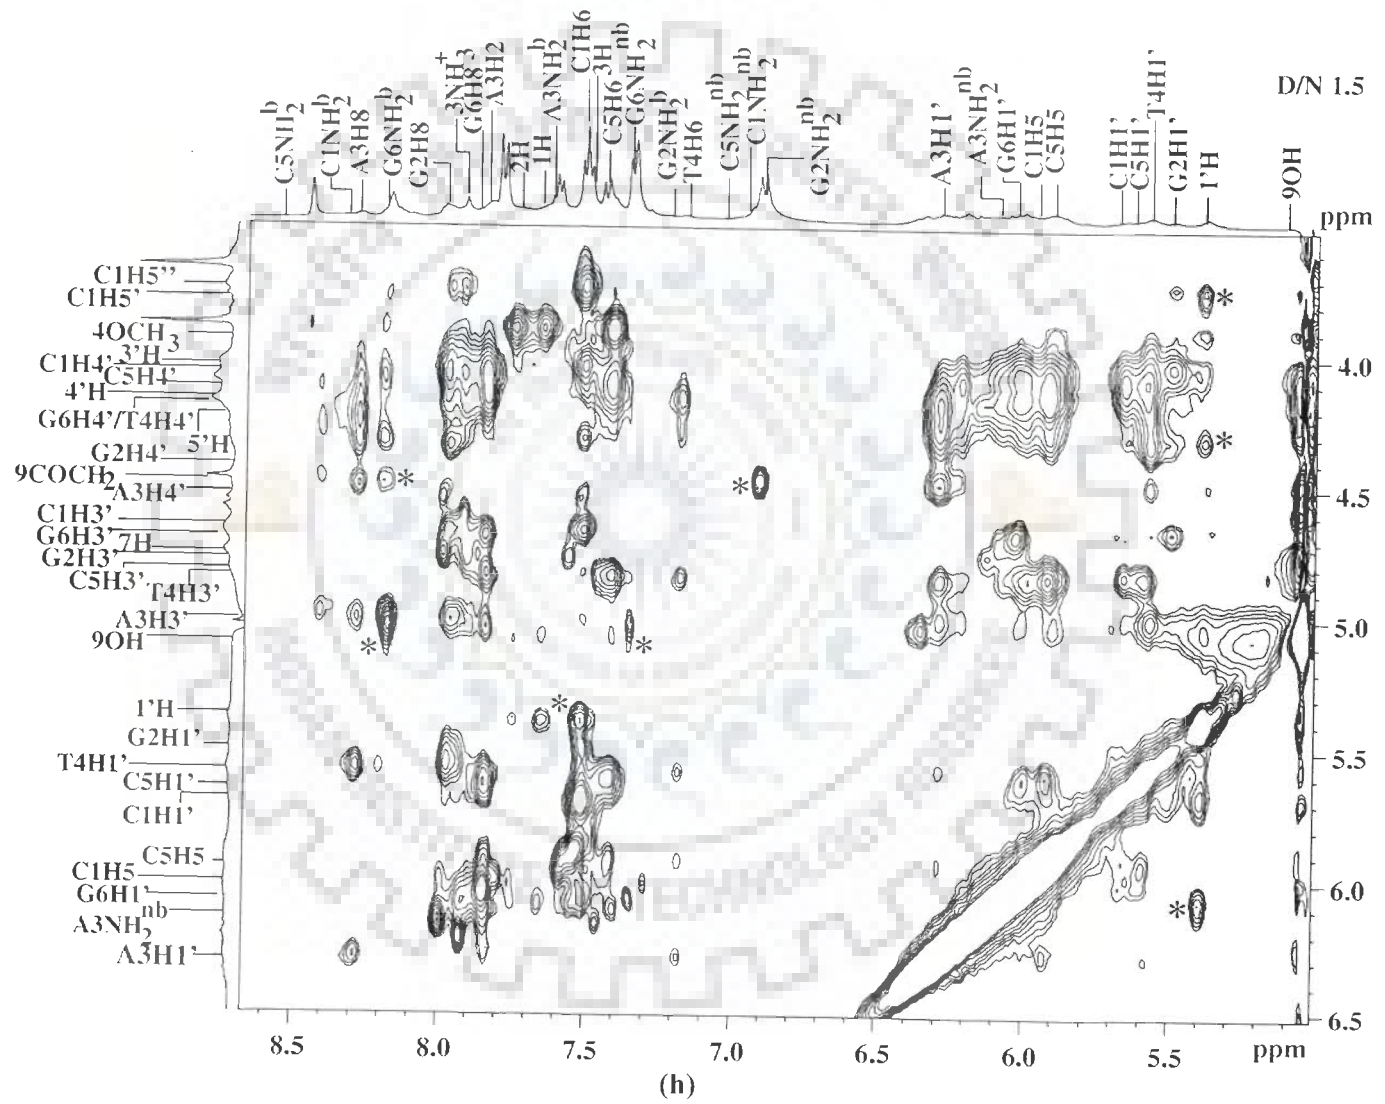 D/N 1.5
C5NH2b
C1NH2b
A3H8
G6NH2b
G2H8
3'NH3+
G6H8
A3H2
2H
1H
A3NH2b
C1H6
3H
C5H6
G6NH2nb
G2NH2b
T4H6
C5NH2nb
C1NH2nb
G2NH2nb
A3H1'
A3NH2nb
G6H1'
C1H5
C5H5
C1H1'
C5H1'
T4H1'
G2H1'
1'H
9OH
ppm
C1H5''
C1H5'
4OCH3
3'H
C1H4'
C5H4'
4'H
G6H4'/T4H4'
5'H
G2H4'
9COCH2
A3H4'
C1H3'
G6H3'
7H
G2H3'
C5H3'
T4H3'
A3H3'
9OH
1'H
G2H1'
T4H1'
C5H1'
C1H1'
C5H5
C1H5
G6H1'
A3NH2nb
A3H1'
*
*
*
*
*
*
*
*
4.0
4.5
5.0
5.5
6.0
6.5
8.5 8.0 7.5 7.0 6.5 6.0 5.5 ppm
(h)